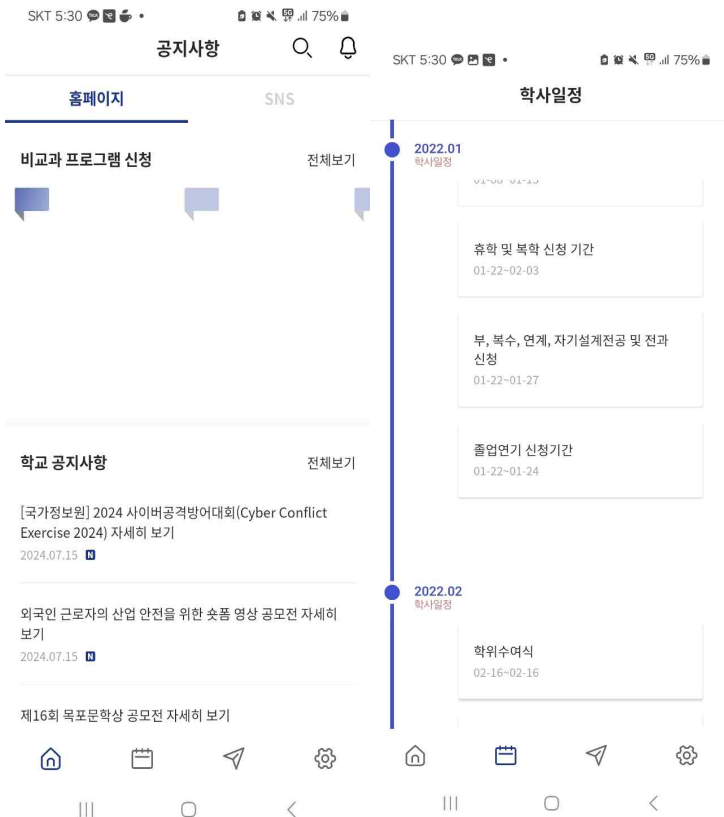 SKT 5:30
75%
공지사항
홈페이지
SNS
비교과 프로그램 신청
전체보기
학교 공지사항
전체보기
[국가정보원] 2024 사이버공격방어대회(Cyber Conflict
Exercise 2024) 자세히 보기
2024.07.15 N
외국인 근로자의 산업 안전을 위한 숏폼 영상 공모전 자세히
보기
2024.07.15 N
제16회 목포문학상 공모전 자세히 보기
SKT 5:30
75%
학사일정
2022.01
학사일정
휴학 및 복학 신청 기간
01-22~02-03
부, 복수, 연계, 자기설계전공 및 전과
신청
01-22~01-27
졸업연기 신청기간
01-22~01-24
2022.02
학사일정
학위수여식
02-16~02-16